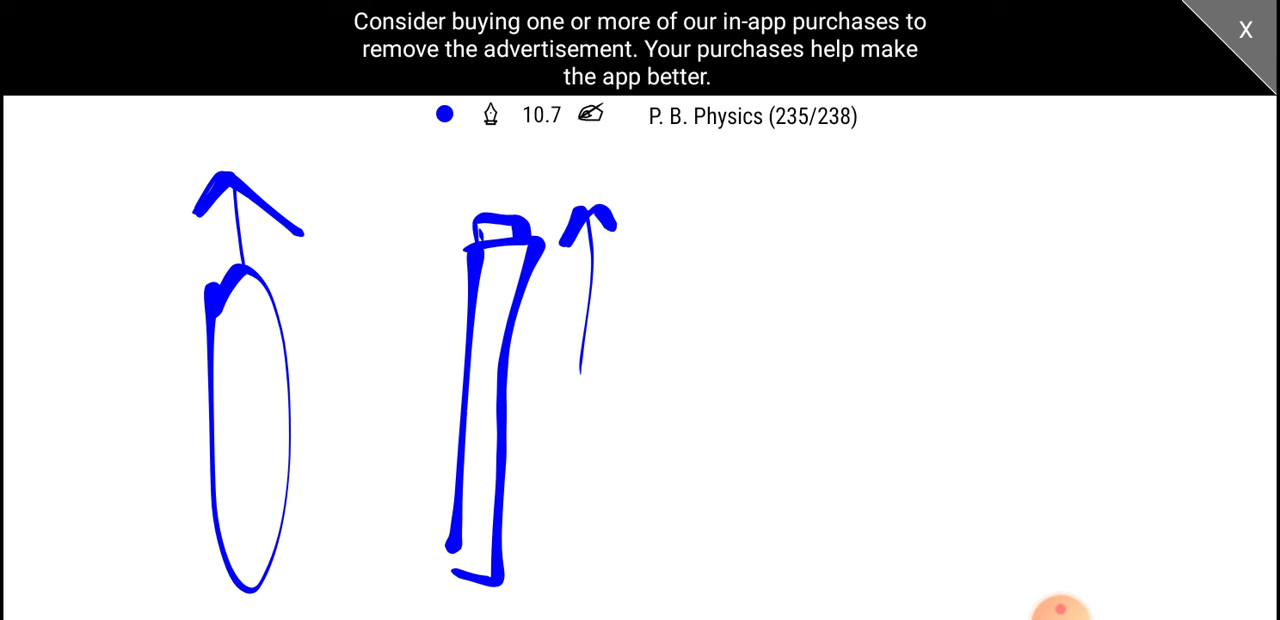 Consider buying one or more of our in-app purchases to
remove the advertisement. Your purchases help make
the app better.
X
10.7 P. B. Physics (235/238)